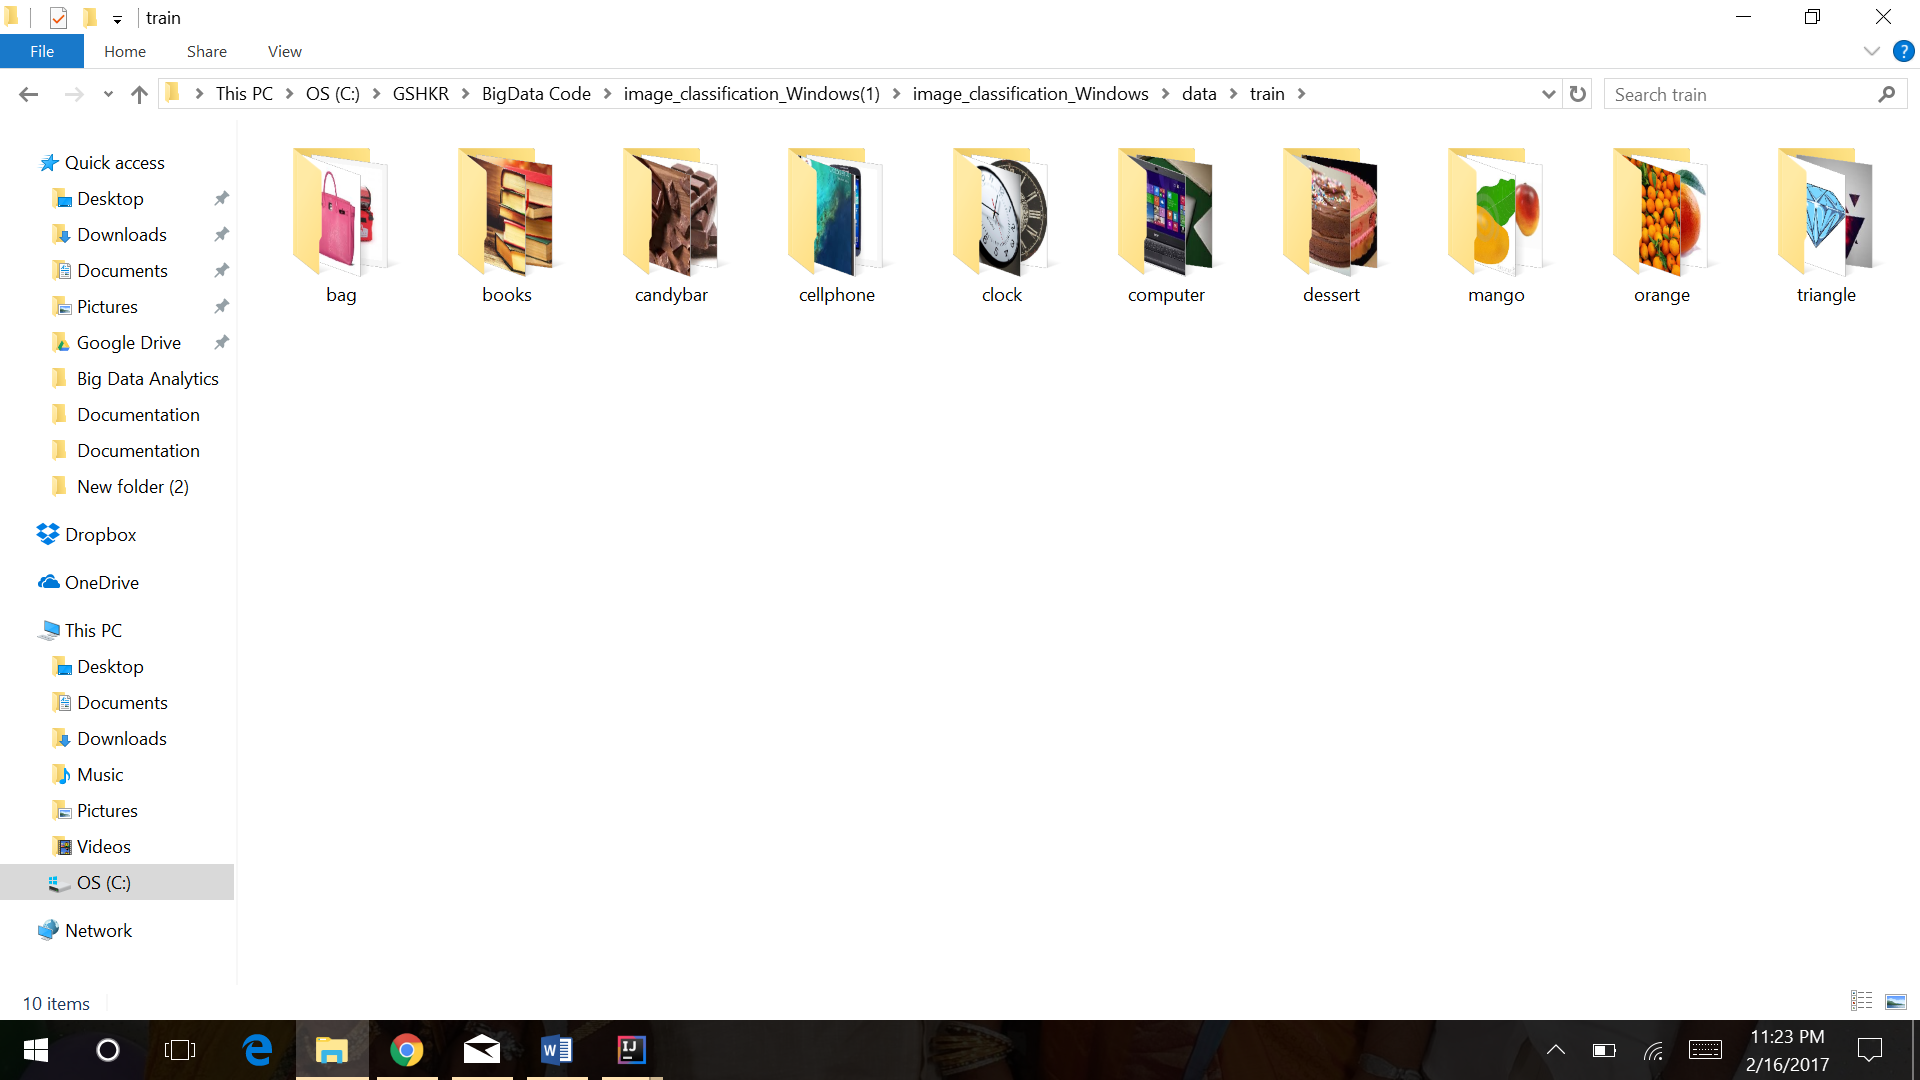 train
File Home Share View
This PC OS (C:) GSHKR BigData Code image_classification_Windows(1) image_classification_Windows data train
Search train
Quick access
Desktop
Downloads
Documents
Pictures
Google Drive
Big Data Analytics
Documentation
Documentation
New folder (2)
Dropbox
OneDrive
This PC
Desktop
Documents
Downloads
Music
Pictures
Videos
OS (C:)
Network
bag books candybar cellphone clock computer dessert mango orange triangle
10 items
11:23 PM
2/16/2017